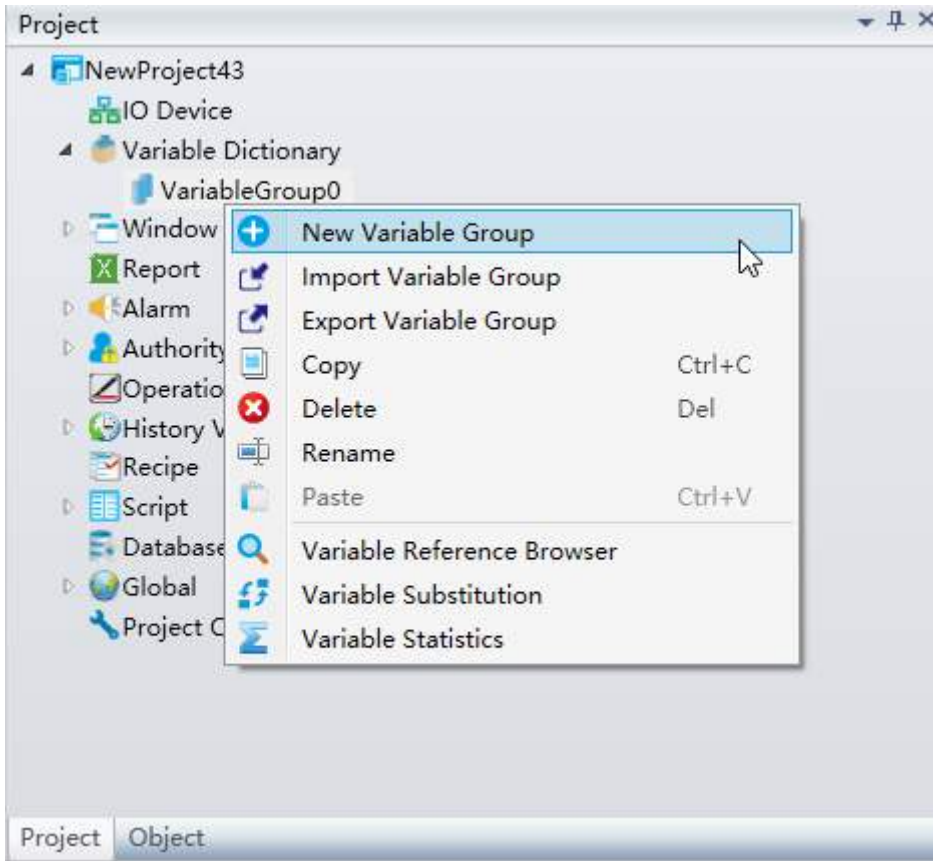 Project
NewProject43
IO Device
Variable Dictionary
VariableGroup0
Window
Report
Alarm
Authority
Operatio
History V
Recipe
Script
Database
Global
Project C
New Variable Group
Import Variable Group
Export Variable Group
Copy Ctrl+C
Delete Del
Rename
Paste Ctrl+V
Variable Reference Browser
Variable Substitution
Variable Statistics
Project Object